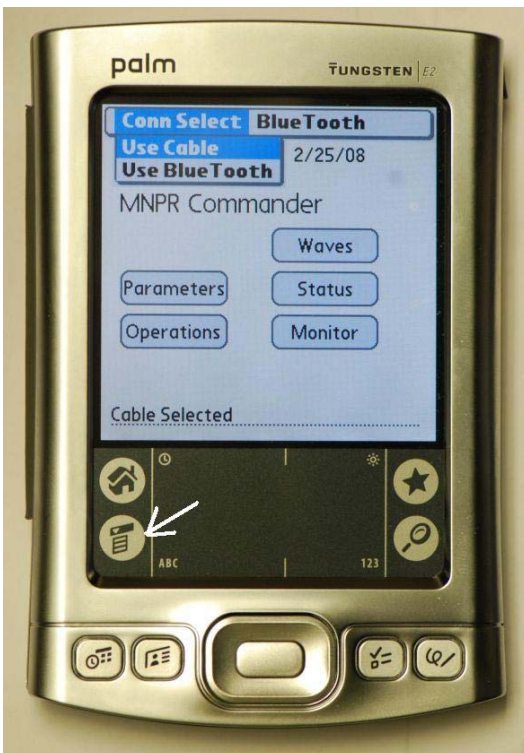 palm
TUNGSTEN E2
Conn Select BlueTooth
Use Cable 2/25/08
Use BlueTooth
MNPR Commander
Waves
Parameters Status
Operations Monitor
Cable Selected
ABC 123